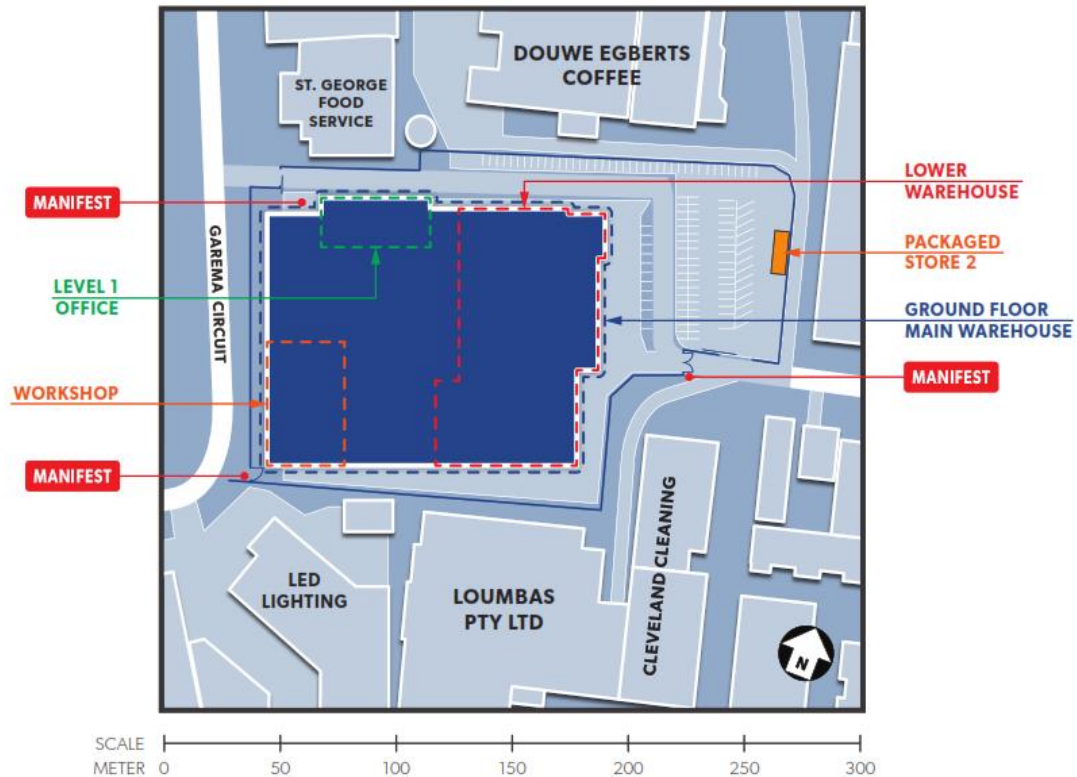 DOUWE EGBERTS
COFFEE
ST. GEORGE
FOOD
SERVICE
LOWER
WAREHOUSE
MANIFEST
PACKAGED
STORE 2
GAREMA CIRCUIT
LEVEL 1
OFFICE
GROUND FLOOR
MAIN WAREHOUSE
MANIFEST
WORKSHOP
MANIFEST
CLEVELAND CLEANING
LED
LIGHTING
LOUMBAS
PTY LTD
N
SCALE
METER 0 50 100 150 200 250 300